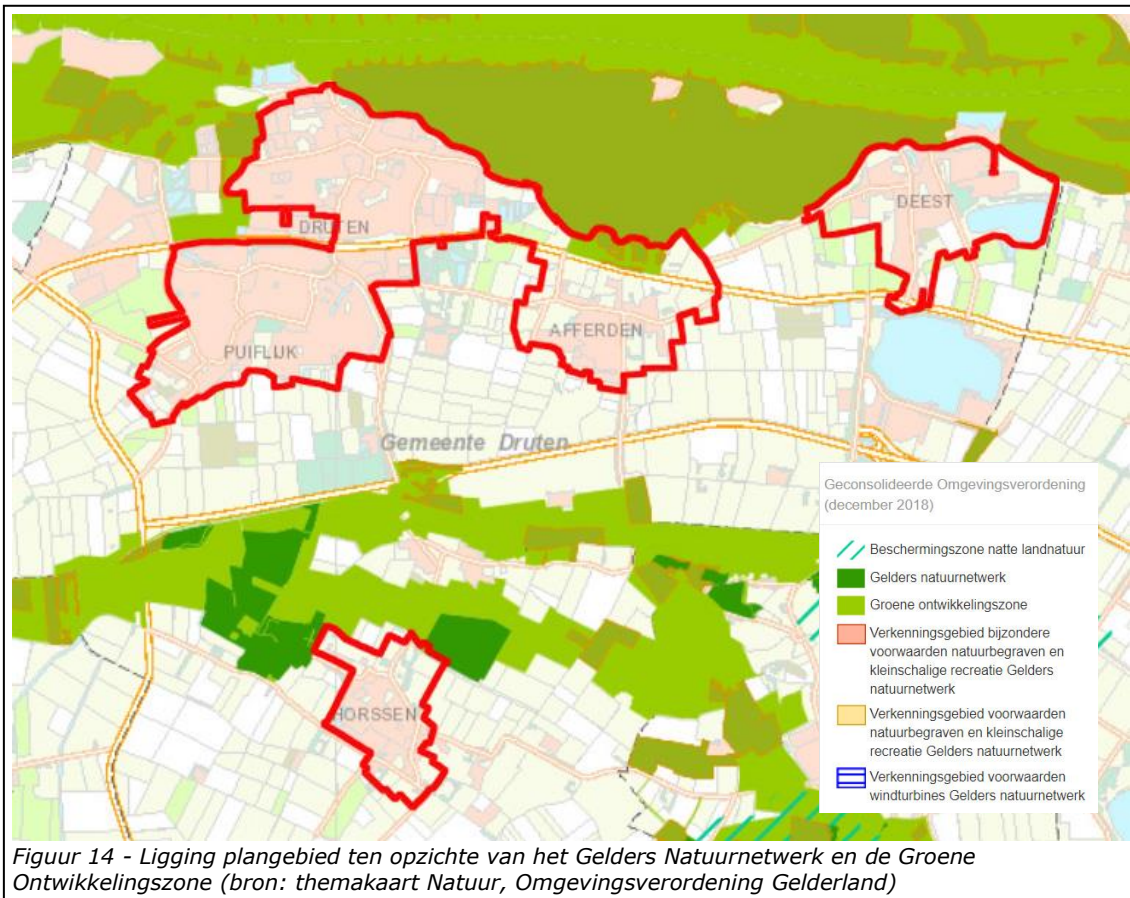 DRUTEN
DEEST
AFFERDEN
PUIFLIJK
Gemeente Druten
HORSSEN
Geconsolideerde Omgevingsverordening
(december 2018)
Beschermingszone natte landnatuur
Gelders natuurnetwerk
Groene ontwikkelingszone
Verkenningsgebied bijzondere
voorwaarden natuurbegraven en
kleinschalige recreatie Gelders
natuurnetwerk
Verkenningsgebied voorwaarden
natuurbegraven en kleinschalige
recreatie Gelders natuurnetwerk
Verkenningsgebied voorwaarden
windturbines Gelders natuurnetwerk
Figuur 14 - Ligging plangebied ten opzichte van het Gelders Natuurnetwerk en de Groene
Ontwikkelingszone (bron: themakaart Natuur, Omgevingsverordening Gelderland)